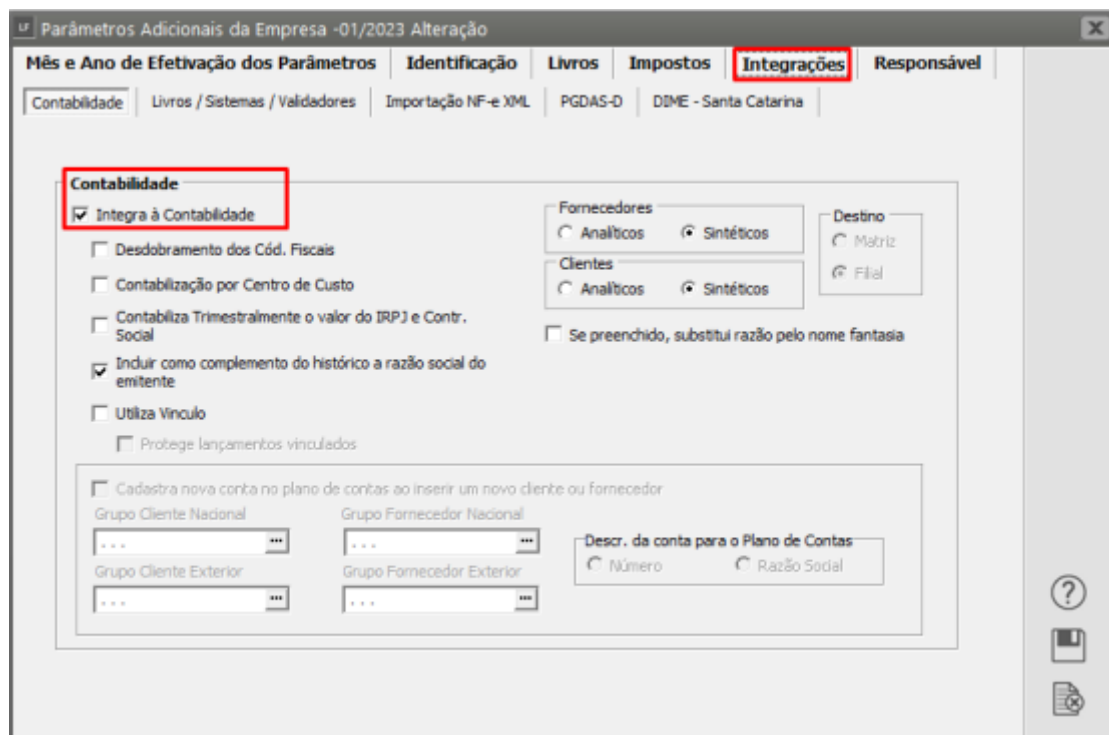 LF Parâmetros Adicionais da Empresa -01/2023 Alteração
Mês e Ano de Efetivação dos Parâmetros Identificação Livros Impostos Integrações Responsável
Contabilidade Livros / Sistemas / Validadores Importação NF-e XML PGDAS-D DIME - Santa Catarina
Contabilidade
Integra à Contabilidade
Desdobramento dos Cód. Fiscais
Contabilização por Centro de Custo
Contabiliza Trimestralmente o valor do IRPJ e Contr.
Social
Incluir como complemento do histórico a razão social do
emitente
Utiliza Vinculo
Protege lançamentos vinculados
Fornecedores
Analíticos Sintéticos
Clientes
Analíticos Sintéticos
Destino
Matriz
Filial
Se preenchido, substitui razão pelo nome fantasia
Cadastra nova conta no plano de contas ao inserir um novo cliente ou fornecedor
Grupo Cliente Nacional Grupo Fornecedor Nacional
. . . ... . . . ...
Grupo Cliente Exterior Grupo Fornecedor Exterior
. . . ... . . . ...
Descr. da conta para o Plano de Contas
Número Razão Social
?